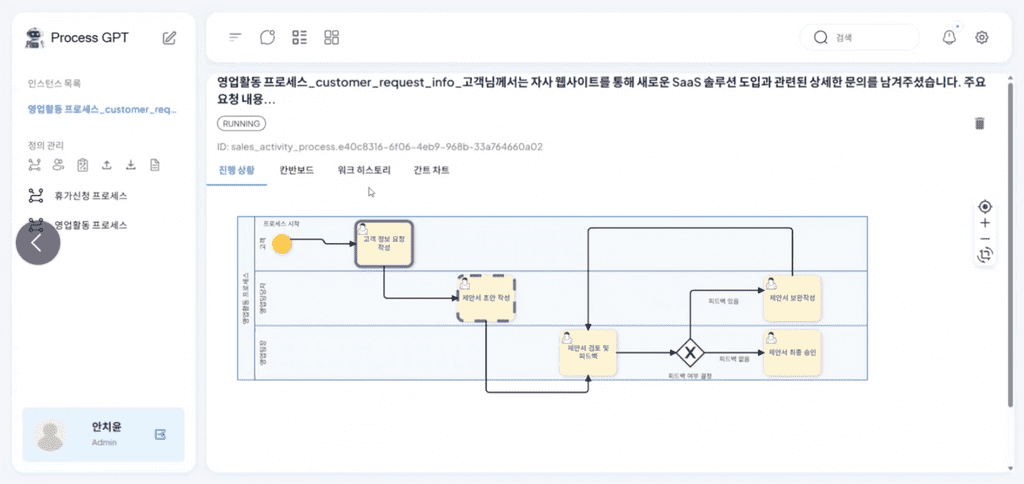 Process GPT
검색
인스턴스 목록
영업활동 프로세스_customer_req...
정의 관리
휴가신청 프로세스
영업활동 프로세스
안치윤
Admin
영업활동 프로세스_customer_request_info_고객님께서는 자사 웹사이트를 통해 새로운 SaaS 솔루션 도입과 관련된 상세한 문의를 남겨주셨습니다. 주요
요청 내용...
RUNNING
ID: sales_activity_process.e40c8316-6f06-4eb9-968b-33a764660a02
진행 상황
칸반보드
워크 히스토리
간트 차트
영업활동 프로세스
고객
프로세스 시작
고객 정보 요청
작성
영업담당자
제안서 초안 작성
피드백 있음
제안서 보완작성
영업팀장
제안서 검토 및
피드백
X
피드백 없음
제안서 최종 승인
피드백 여부 결정